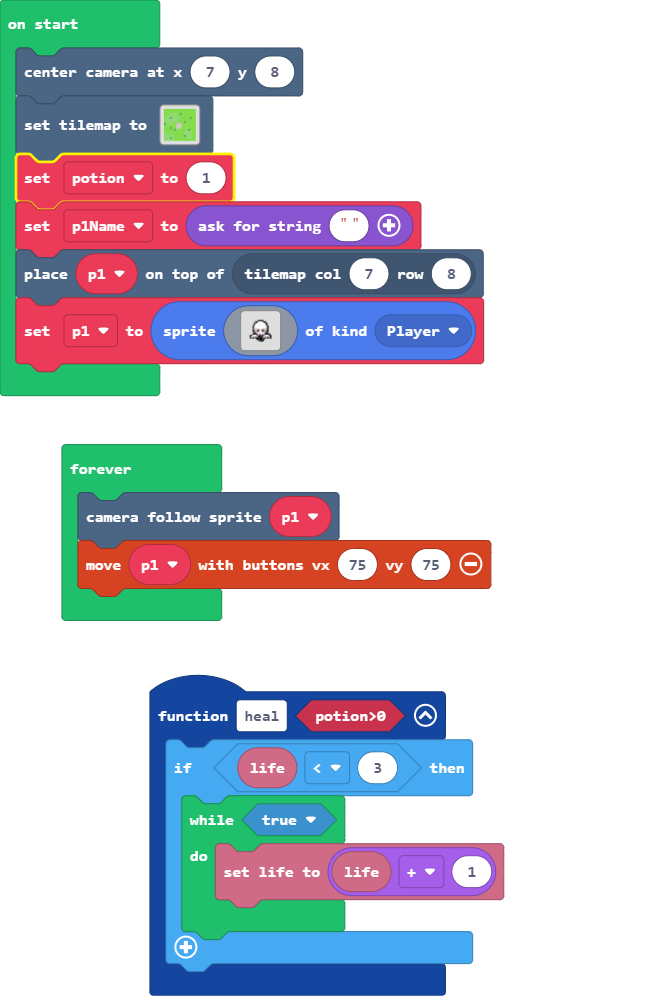 on start
center camera at x 7 y 8
set tilemap to
set potion to 1
set p1Name to ask for string " "
place p1 on top of tilemap col 7 row 8
set p1 to sprite of kind Player
forever
camera follow sprite p1
move p1 with buttons vx 75 vy 75
function heal potion>0
if life < 3 then
while true
do
set life to life + 1